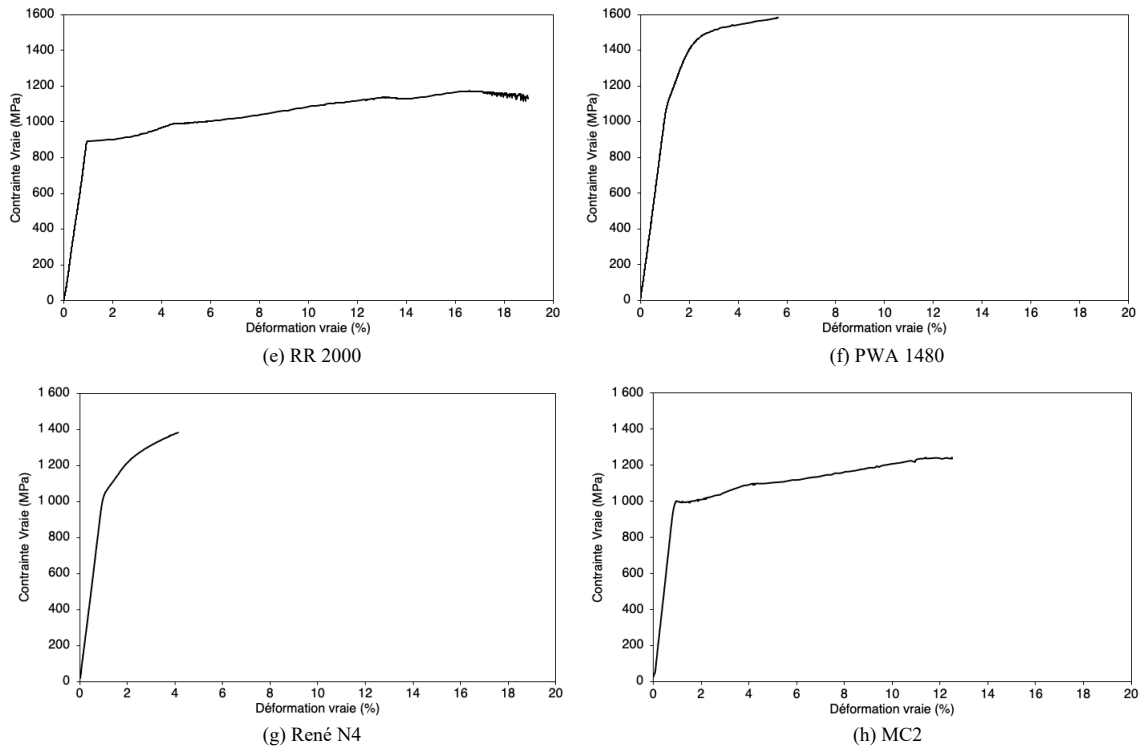 1600
1400
1200
1000
800
600
400
200
0
Contrainte Vraie (MPa)
0 2 4 6 8 10 12 14 16 18 20
Déformation vraie (%)
(e) RR 2000
1600
1400
1200
1000
800
600
400
200
0
Contrainte Vraie (MPa)
0 2 4 6 8 10 12 14 16 18 20
Déformation vraie (%)
(f) PWA 1480
1 600
1 400
1 200
1 000
800
600
400
200
0
Contrainte Vraie (MPa)
0 2 4 6 8 10 12 14 16 18 20
Déformation vraie (%)
(g) René N4
1 600
1 400
1 200
1 000
800
600
400
200
0
Contrainte Vraie (MPa)
0 2 4 6 8 10 12 14 16 18 20
Déformation vraie (%)
(h) MC2